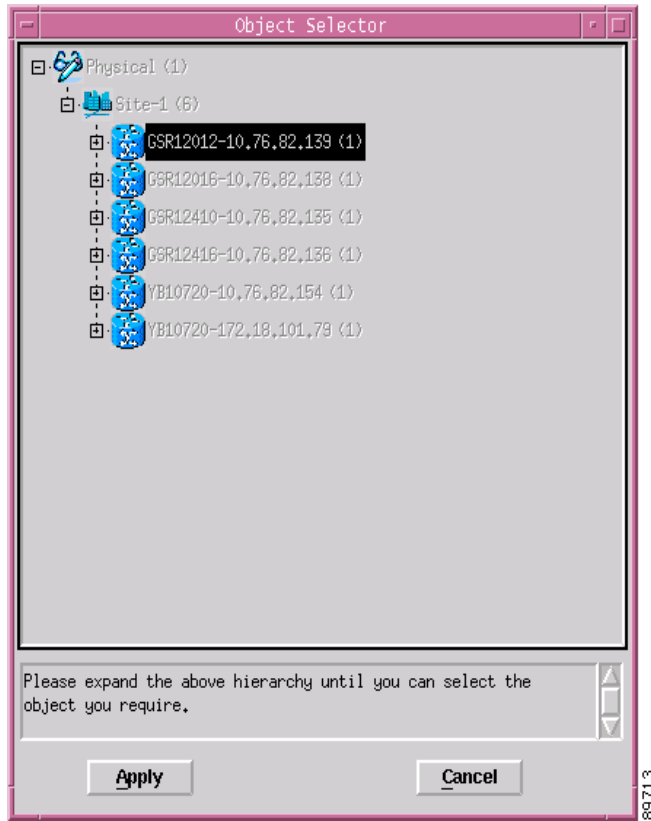 Object Selector
Physical (1)
Site-1 (6)
GSR12012-10.76.82.139 (1)
GSR12016-10.76.82.138 (1)
GSR12410-10.76.82.135 (1)
GSR12416-10.76.82.136 (1)
YB10720-10.76.82.154 (1)
YB10720-172.18.101.79 (1)
Please expand the above hierarchy until you can select the
object you require.
Apply Cancel
89713